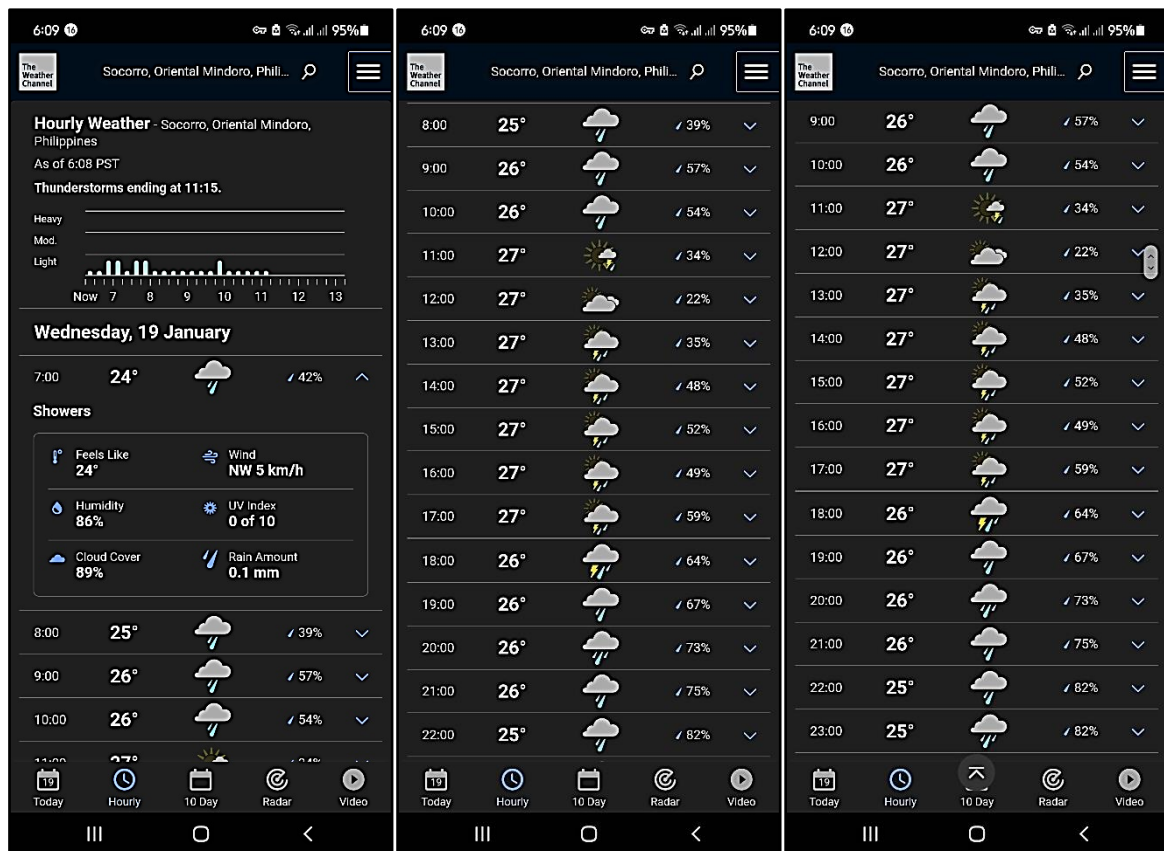 6:09 16 95%
The Weather Channel
Socorro, Oriental Mindoro, Phili...
Hourly Weather - Socorro, Oriental Mindoro,
Philippines
As of 6:08 PST
Thunderstorms ending at 11:15.
Heavy
Mod.
Light
Now 7 8 9 10 11 12 13
Wednesday, 19 January
7:00 24° 42%
Showers
Feels Like
24°
Wind
NW 5 km/h
Humidity
86%
UV Index
0 of 10
Cloud Cover
89%
Rain Amount
0.1 mm
8:00 25° 39%
9:00 26° 57%
10:00 26° 54%
11:00 27° 34%
19
Today Hourly 10 Day Radar Video
6:09 16 95%
The Weather Channel
Socorro, Oriental Mindoro, Phili...
8:00 25° 39%
9:00 26° 57%
10:00 26° 54%
11:00 27° 34%
12:00 27° 22%
13:00 27° 35%
14:00 27° 48%
15:00 27° 52%
16:00 27° 49%
17:00 27° 59%
18:00 26° 64%
19:00 26° 67%
20:00 26° 73%
21:00 26° 75%
22:00 25° 82%
19
Today Hourly 10 Day Radar Video
6:09 16 95%
The Weather Channel
Socorro, Oriental Mindoro, Phili...
9:00 26° 57%
10:00 26° 54%
11:00 27° 34%
12:00 27° 22%
13:00 27° 35%
14:00 27° 48%
15:00 27° 52%
16:00 27° 49%
17:00 27° 59%
18:00 26° 64%
19:00 26° 67%
20:00 26° 73%
21:00 26° 75%
22:00 25° 82%
23:00 25° 82%
19
Today Hourly 10 Day Radar Video